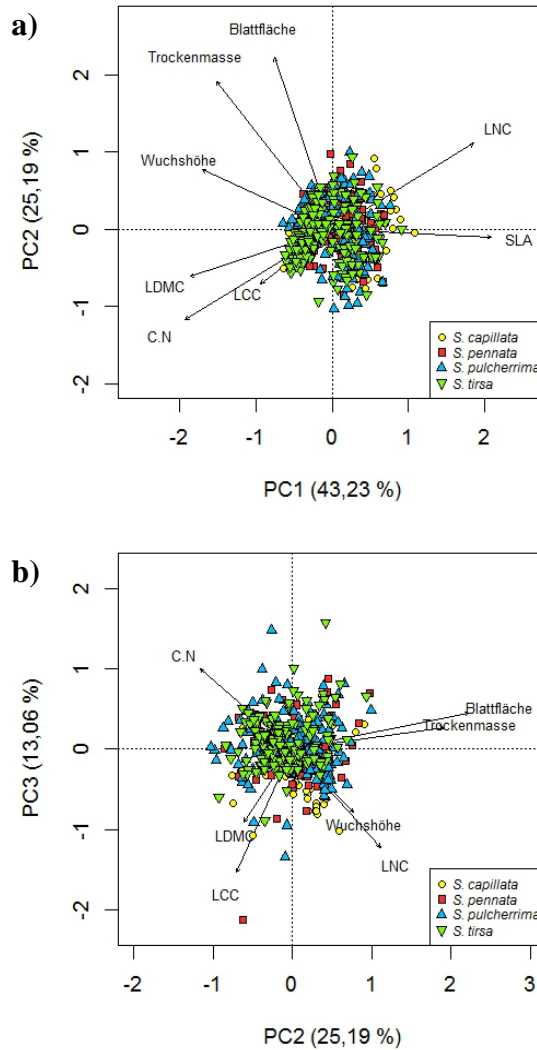 a)
Blattfläche
Trockenmasse
LNC
Wuchshöhe
SLA
LDMC
LCC
C.N
2
1
0
-1
-2
PC2 (25,19 %)
S. capillata
S. pennata
S. pulcherrima
S. tirsa
-2 -1 0 1 2
PC1 (43,23 %)
b)
C.N
Blattfläche
Trockenmasse
Wuchshöhe
LDMC
LNC
LCC
2
1
0
-1
-2
PC3 (13,06 %)
S. capillata
S. pennata
S. pulcherrima
S. tirsa
-2 -1 0 1 2 3
PC2 (25,19 %)